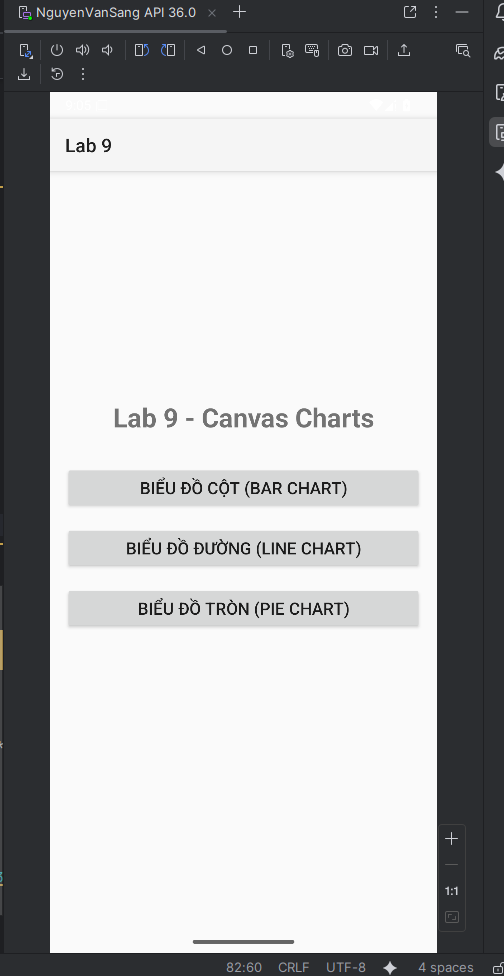 NguyenVanSang API 36.0
Lab 9
Lab 9 - Canvas Charts
BIỂU ĐỒ CỘT (BAR CHART)
BIỂU ĐỒ ĐƯỜNG (LINE CHART)
BIỂU ĐỒ TRÒN (PIE CHART)
1:1
82:60 CRLF UTF-8 4 spaces